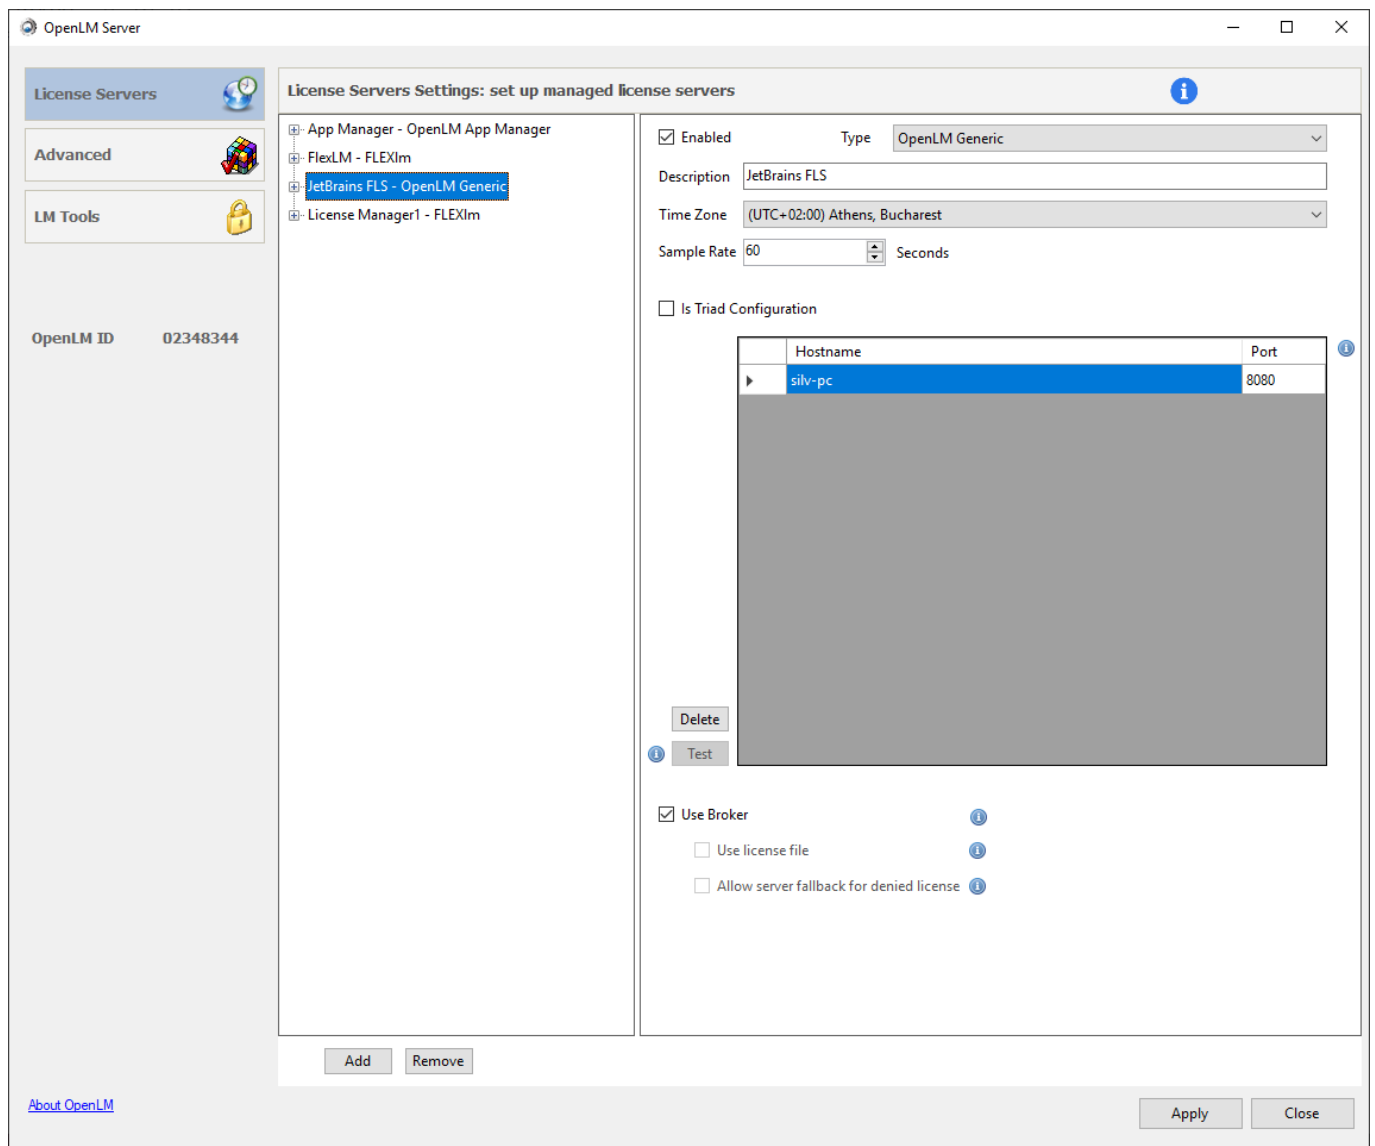 OpenLM Server
License Servers
Advanced
LM Tools
OpenLM ID 02348344
License Servers Settings: set up managed license servers
App Manager - OpenLM App Manager
FlexLM - FLEXlm
JetBrains FLS - OpenLM Generic
License Manager1 - FLEXlm
Enabled Type OpenLM Generic
Description JetBrains FLS
Time Zone (UTC+02:00) Athens, Bucharest
Sample Rate 60 Seconds
Is Triad Configuration
Hostname Port
silv-pc 8080
Delete
Test
Use Broker
Use license file
Allow server fallback for denied license
Add Remove
About OpenLM
Apply Close